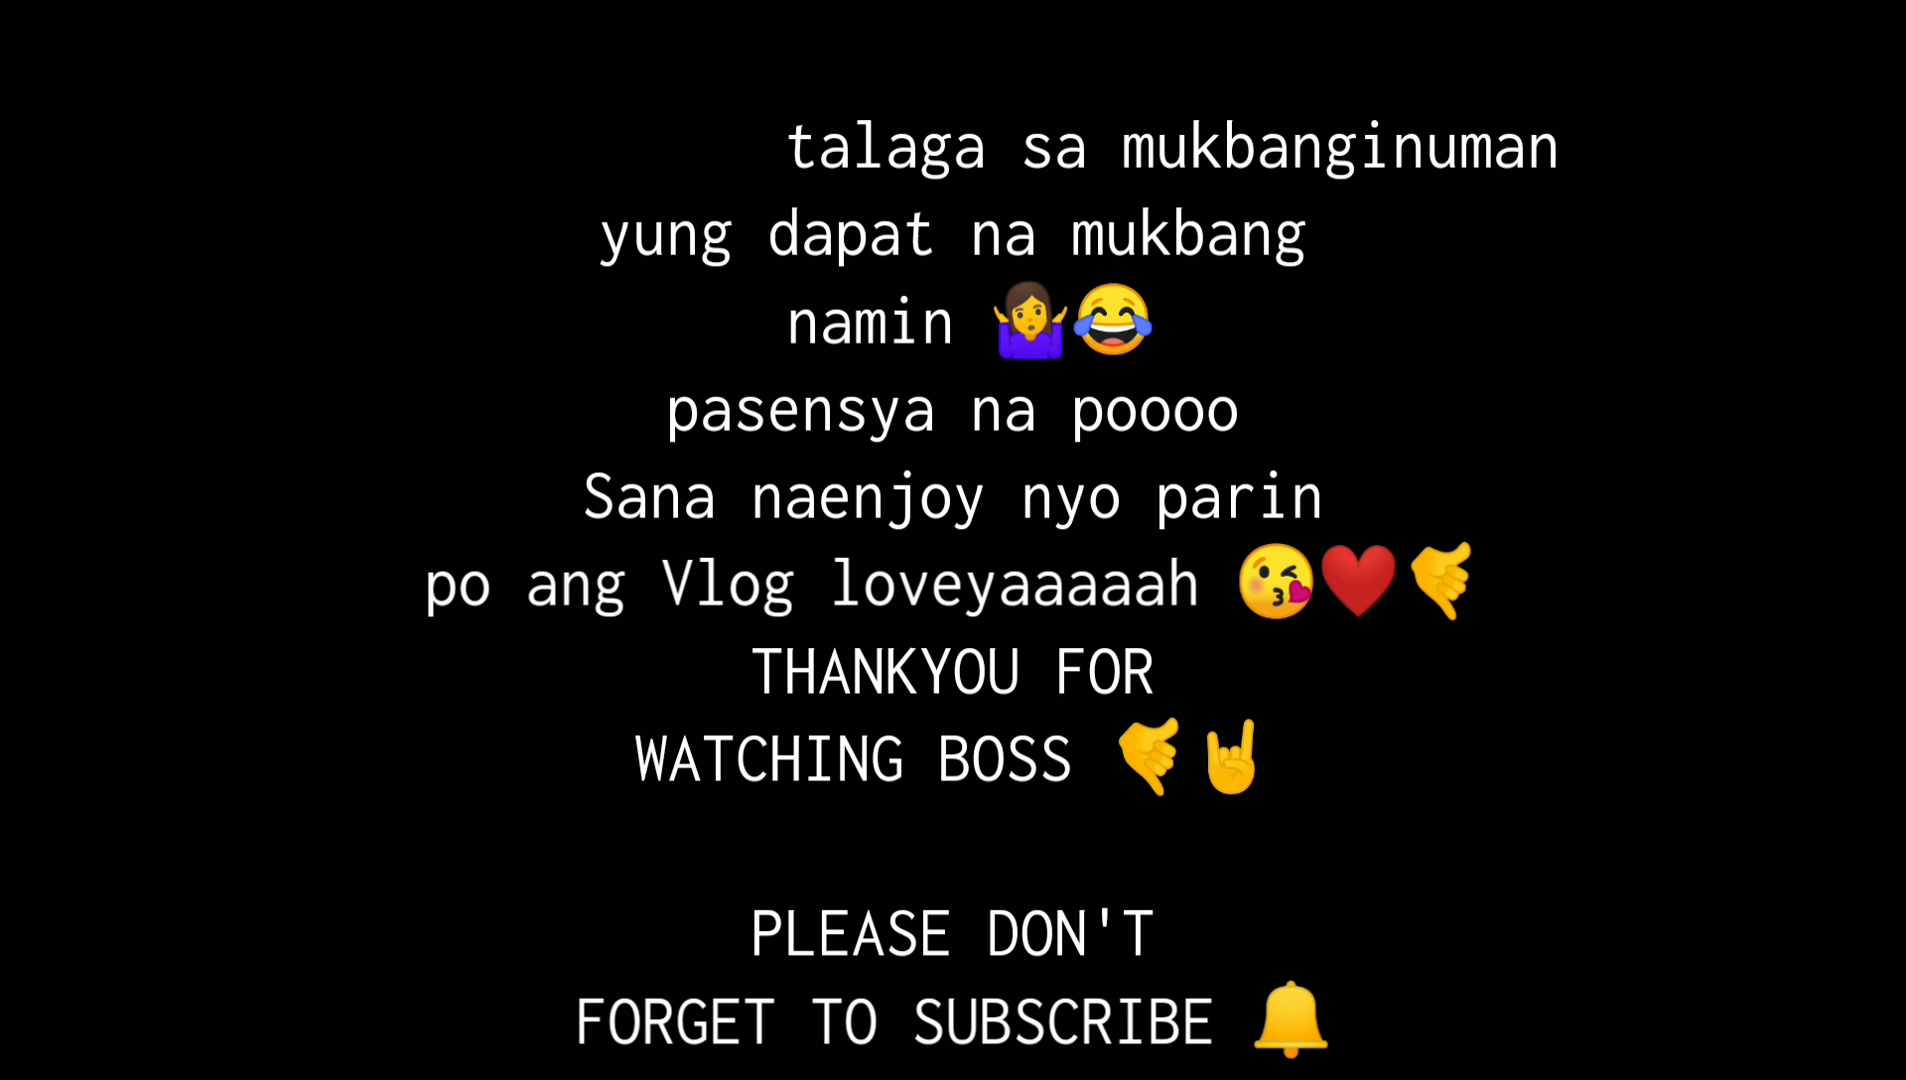 talaga sa mukbanginuman
yung dapat na mukbang
namin 🤷‍♀️😂
pasensya na poooo
Sana naenjoy nyo parin
po ang Vlog loveyaaaaah 😘❤️🤙
THANKYOU FOR
WATCHING BOSS 🤙🤘
PLEASE DON'T
FORGET TO SUBSCRIBE 🔔